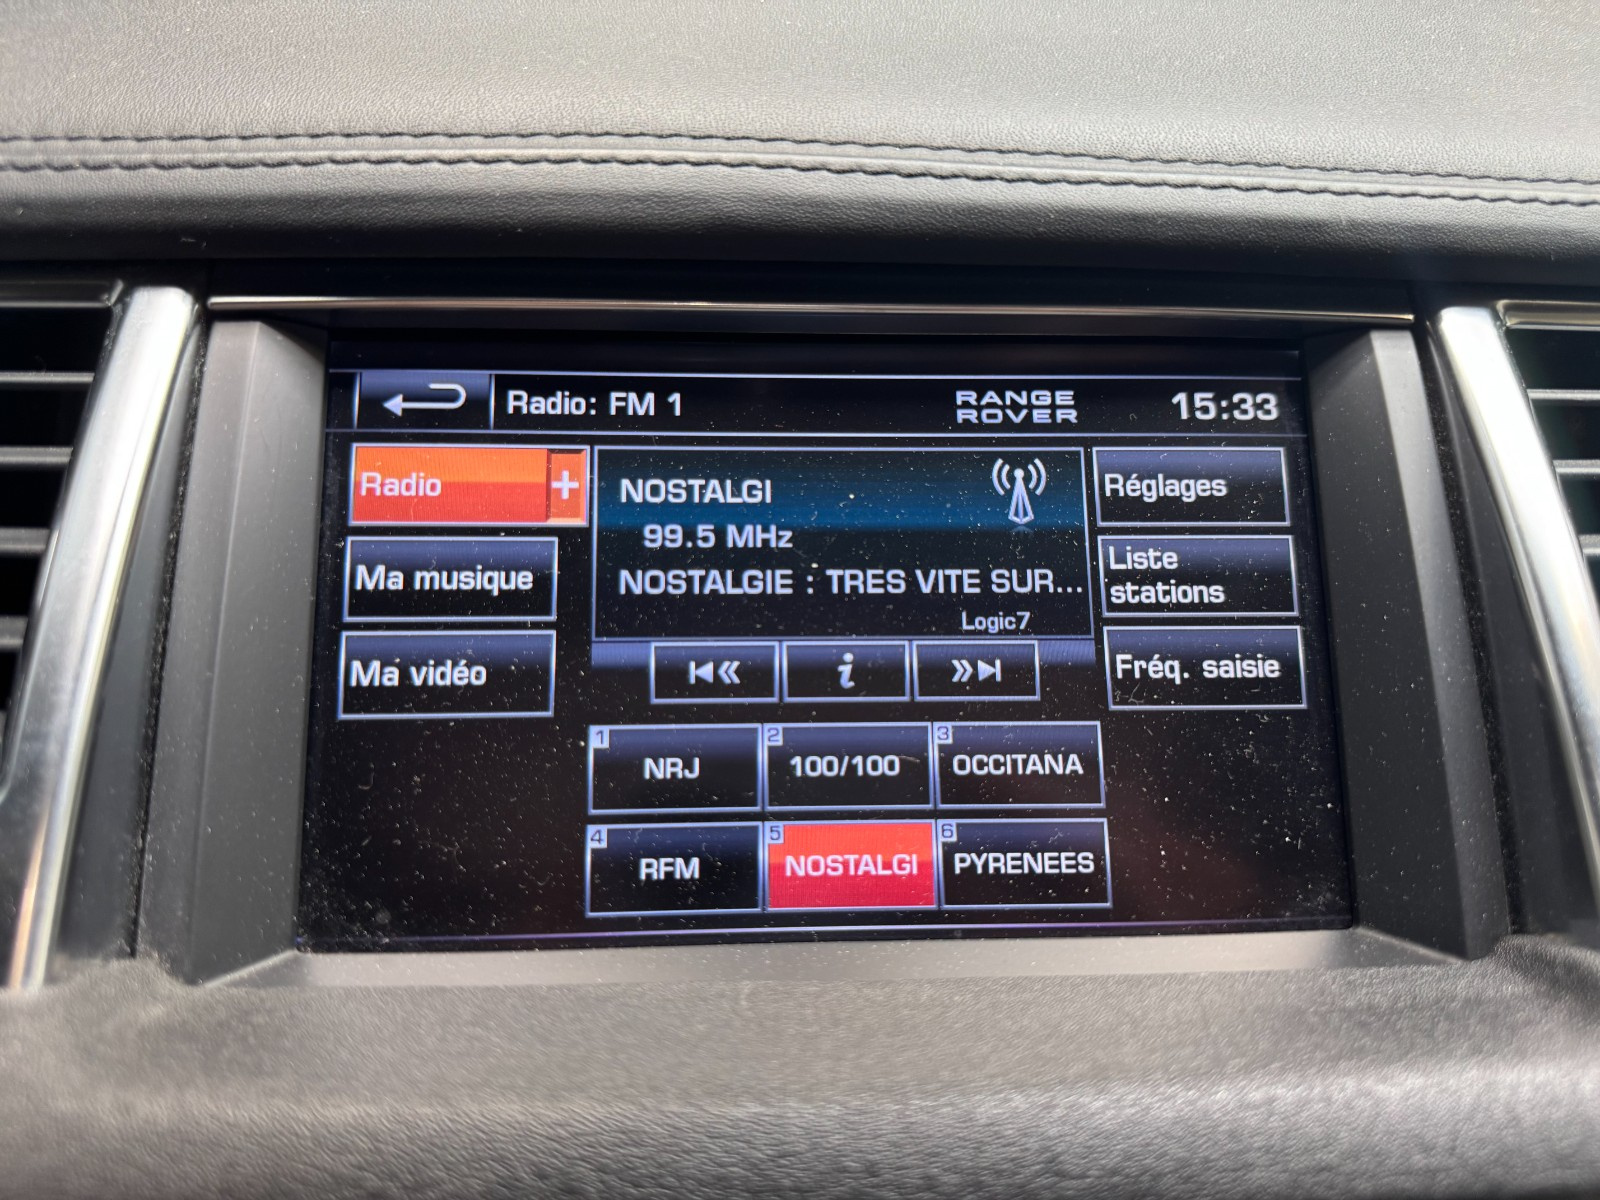 Radio: FM 1
RANGE
ROVER
15:33
Radio +
Ma musique
Ma vidéo
NOSTALGI
99.5 MHz
NOSTALGIE : TRES VITE SUR...
Logic7
i
Réglages
Liste
stations
Fréq. saisie
1 NRJ
2 100/100
3 OCCITANA
4 RFM
5 NOSTALGI
6 PYRENEES